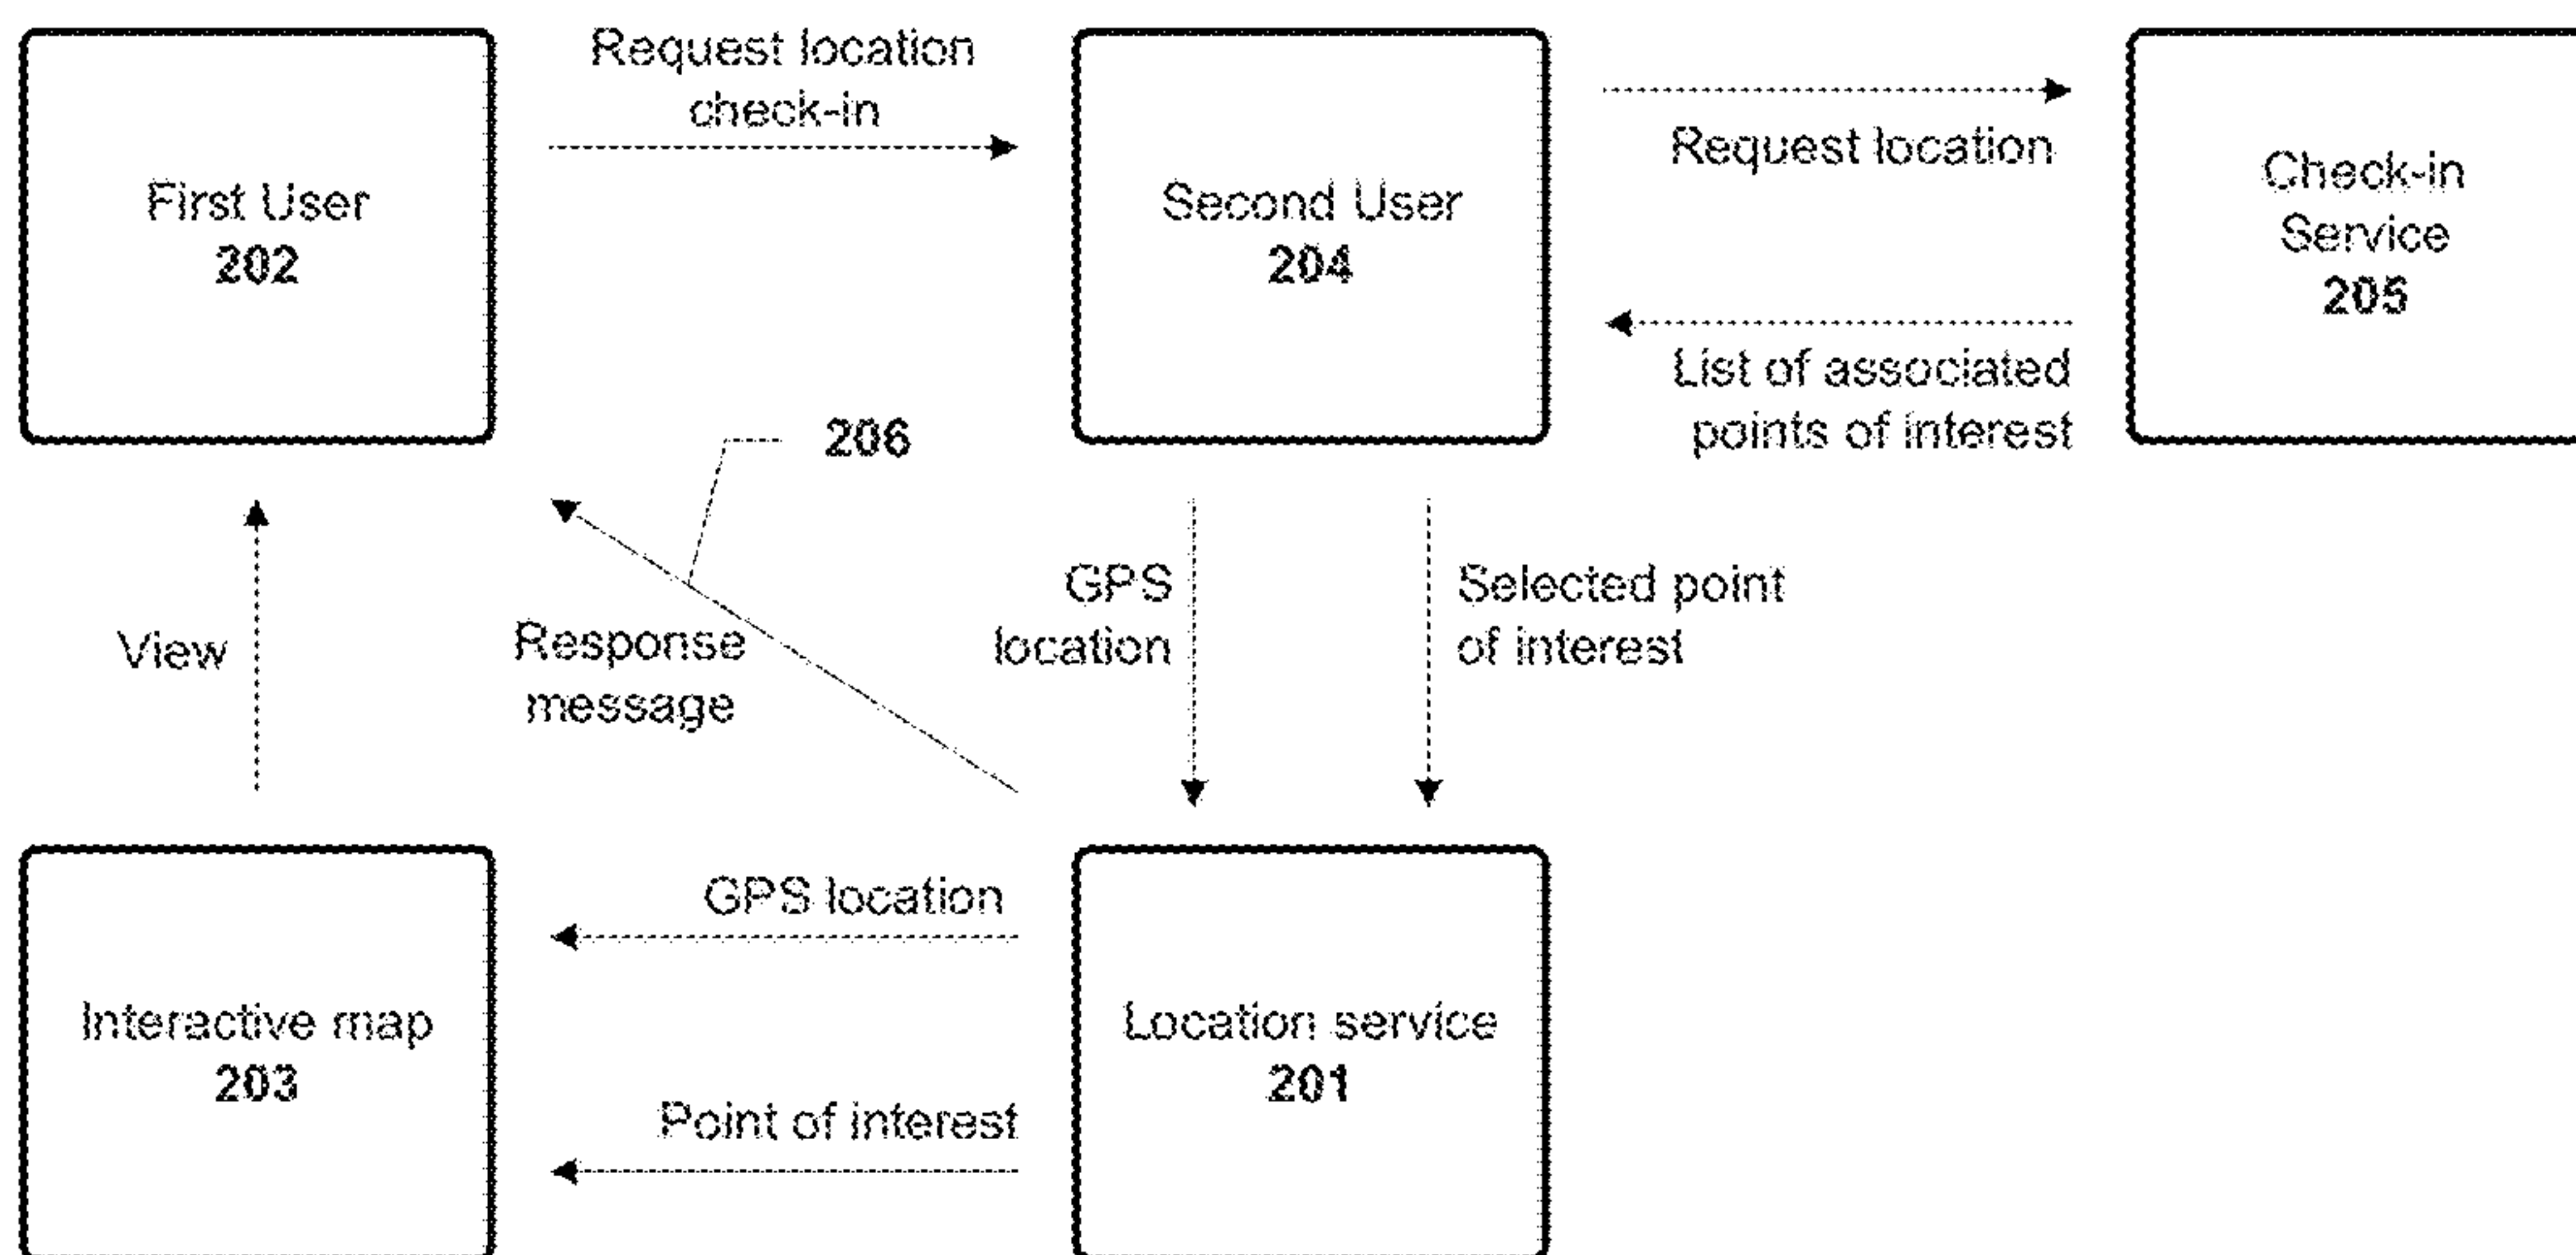 Request location
check-in
First User
202
Second User
204
Request location
Check-in
Service
205
List of associated
points of interest
206
View
Response
message
GPS
location
Selected point
of interest
GPS location
Interactive map
203
Location service
201
Point of interest